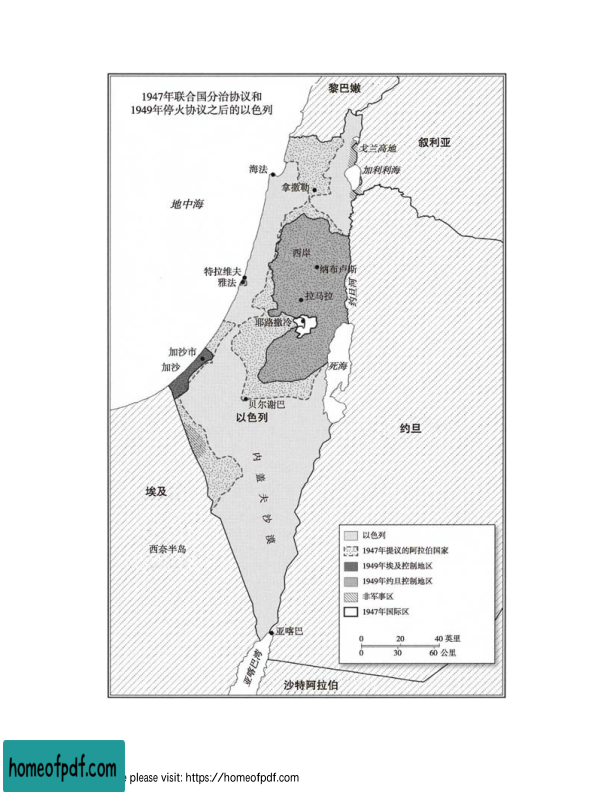 1947年联合国分治协议和
1949年停火协议之后的以色列
黎巴嫩
叙利亚
戈兰高地
海法
加利利海
拿撒勒
地中海
西岸
纳布卢斯
特拉维夫
雅法
约旦河
拉马拉
耶路撒冷
加沙市
加沙
死海
贝尔谢巴
以色列
约旦
内盖夫沙漠
埃及
西奈半岛
以色列
1947年提议的阿拉伯国家
1949年埃及控制地区
1949年约旦控制地区
非军事区
1947年国际区
0 20 40 英里
0 30 60 公里
亚喀巴
亚喀巴湾
沙特阿拉伯
homeofpdf.com
e please visit: https://homeofpdf.com